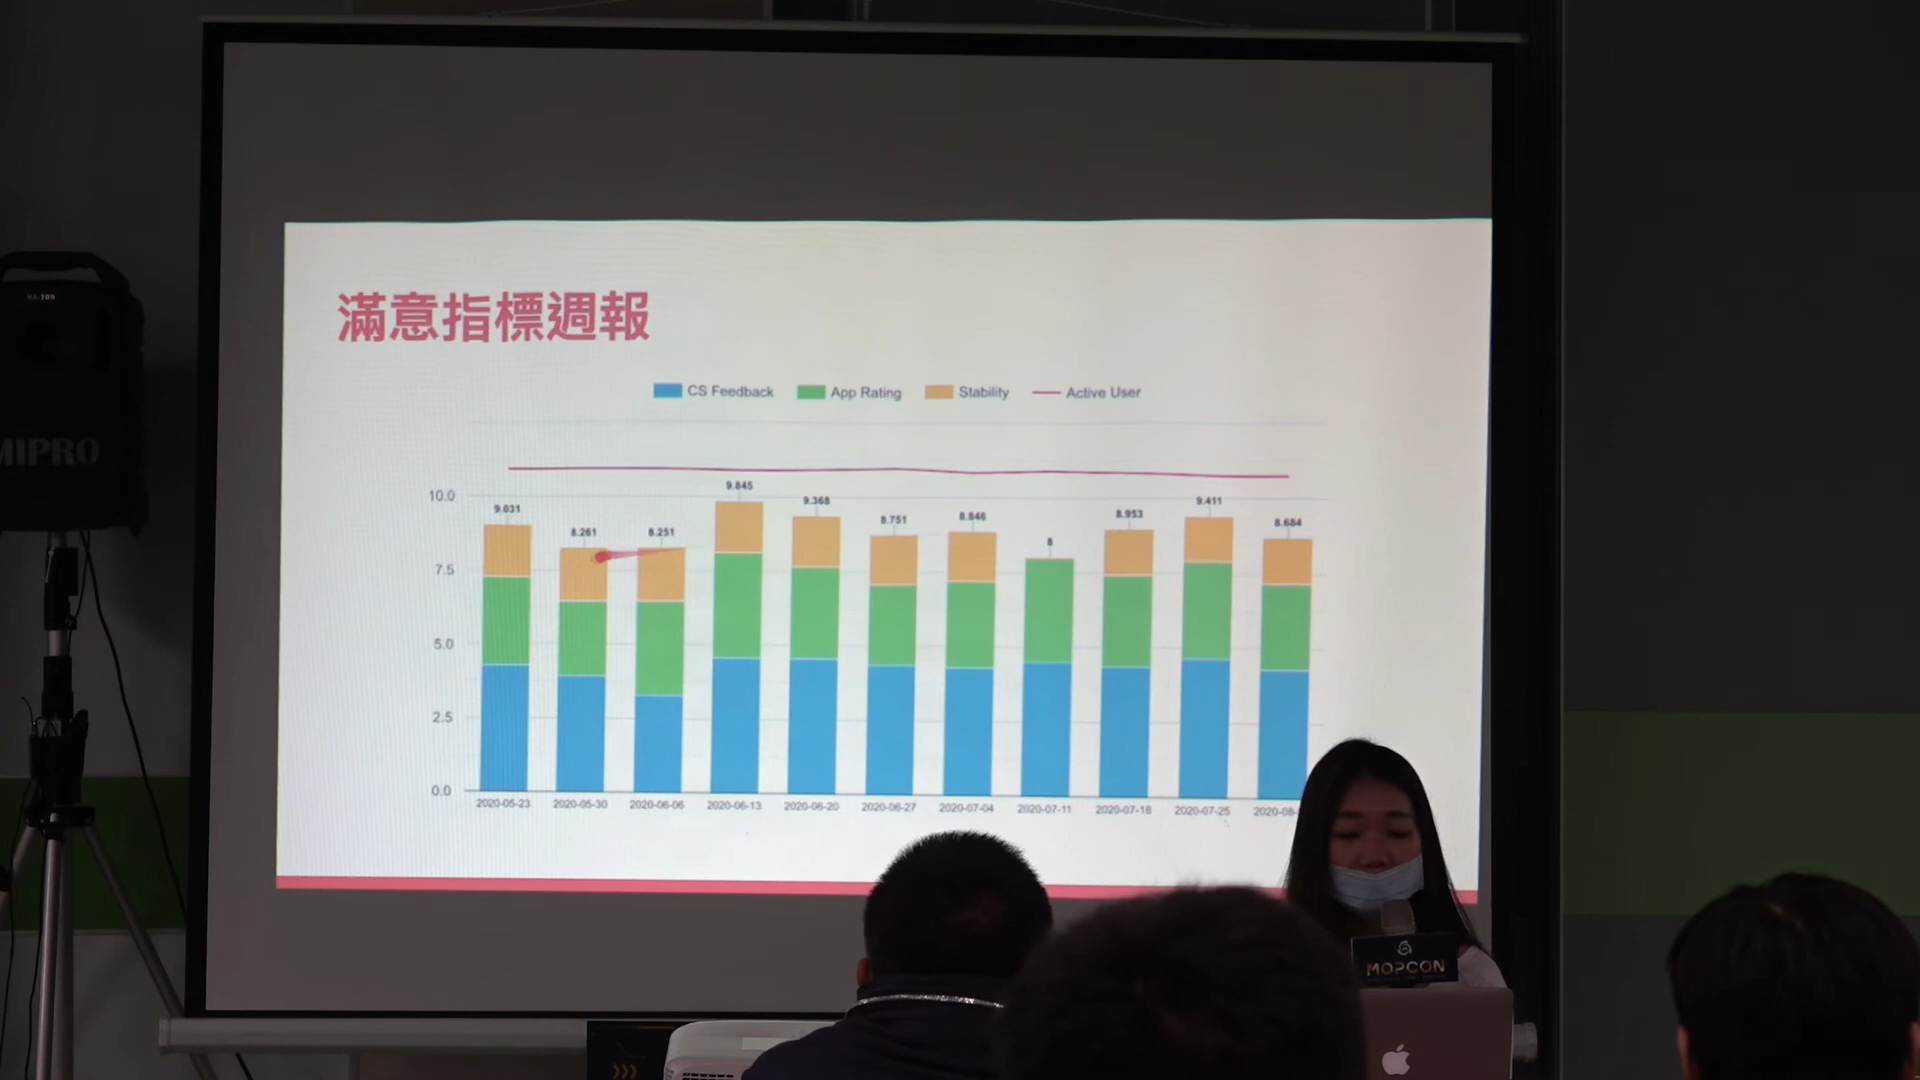 滿意指標週報
CS Feedback App Rating Stability Active User
10.0
7.5
5.0
2.5
0.0
9.031 8.261 8.251 9.845 9.368 8.751 8.846 8 8.953 9.411 8.684
2020-05-23 2020-05-30 2020-06-06 2020-06-13 2020-06-20 2020-06-27 2020-07-04 2020-07-11 2020-07-18 2020-07-25 2020-08-
MIPRO
MOPCON